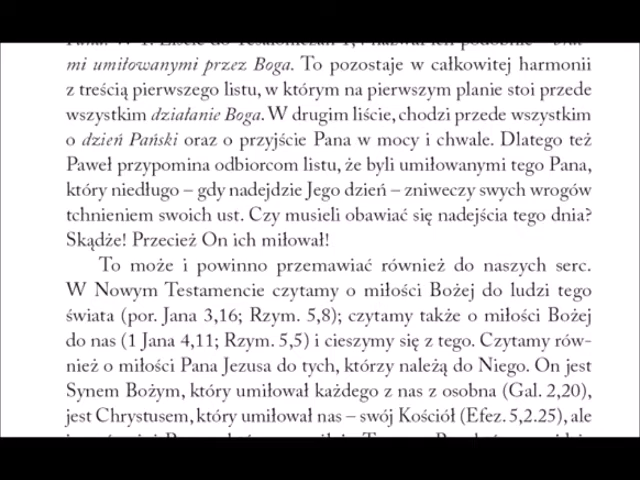 mi umiłowanymi przez Boga. To pozostaje w całkowitej harmonii
z treścią pierwszego listu, w którym na pierwszym planie stoi przede
wszystkim działanie Boga. W drugim liście, chodzi przede wszystkim
o dzień Pański oraz o przyjście Pana w mocy i chwale. Dlatego też
Paweł przypomina odbiorcom listu, że byli umiłowanymi tego Pana,
który niedługo – gdy nadejdzie Jego dzień – zniweczy swych wrogów
tchnieniem swoich ust. Czy musieli obawiać się nadejścia tego dnia?
Skądże! Przecież On ich miłował!
To może i powinno przemawiać również do naszych serc.
W Nowym Testamencie czytamy o miłości Bożej do ludzi tego
świata (por. Jana 3,16; Rzym. 5,8); czytamy także o miłości Bożej
do nas (1 Jana 4,11; Rzym. 5,5) i cieszymy się z tego. Czytamy rów-
nież o miłości Pana Jezusa do tych, którzy należą do Niego. On jest
Synem Bożym, który umiłował każdego z nas z osobna (Gal. 2,20),
jest Chrystusem, który umiłował nas – swój Kościół (Efez. 5,2.25), ale